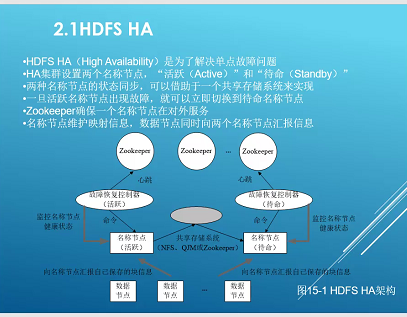 2.1HDFS HA
•HDFS HA（High Availability）是为了解决单点故障问题
•HA集群设置两个名称节点，“活跃（Active）”和“待命（Standby）”
•两种名称节点的状态同步，可以借助于一个共享存储系统来实现
•一旦活跃名称节点出现故障，就可以立即切换到待命名称节点
•Zookeeper确保一个名称节点在对外服务
•名称节点维护映射信息，数据节点同时向两个名称节点汇报信息
Zookeeper
Zookeeper
...
Zookeeper
心跳
心跳
故障恢复控制器
（活跃）
故障恢复控制器
（待命）
监控名称节点
健康状态
命令
命令
监控名称节点
健康状态
名称节点
（活跃）
共享存储系统
（NFS、QJM或Zookeeper）
名称节点
（待命）
向名称节点汇报自己保存的块信息
向名称节点汇报自己保存的块信息
数据
节点
数据
节点
...
数据
节点
图15-1 HDFS HA架构